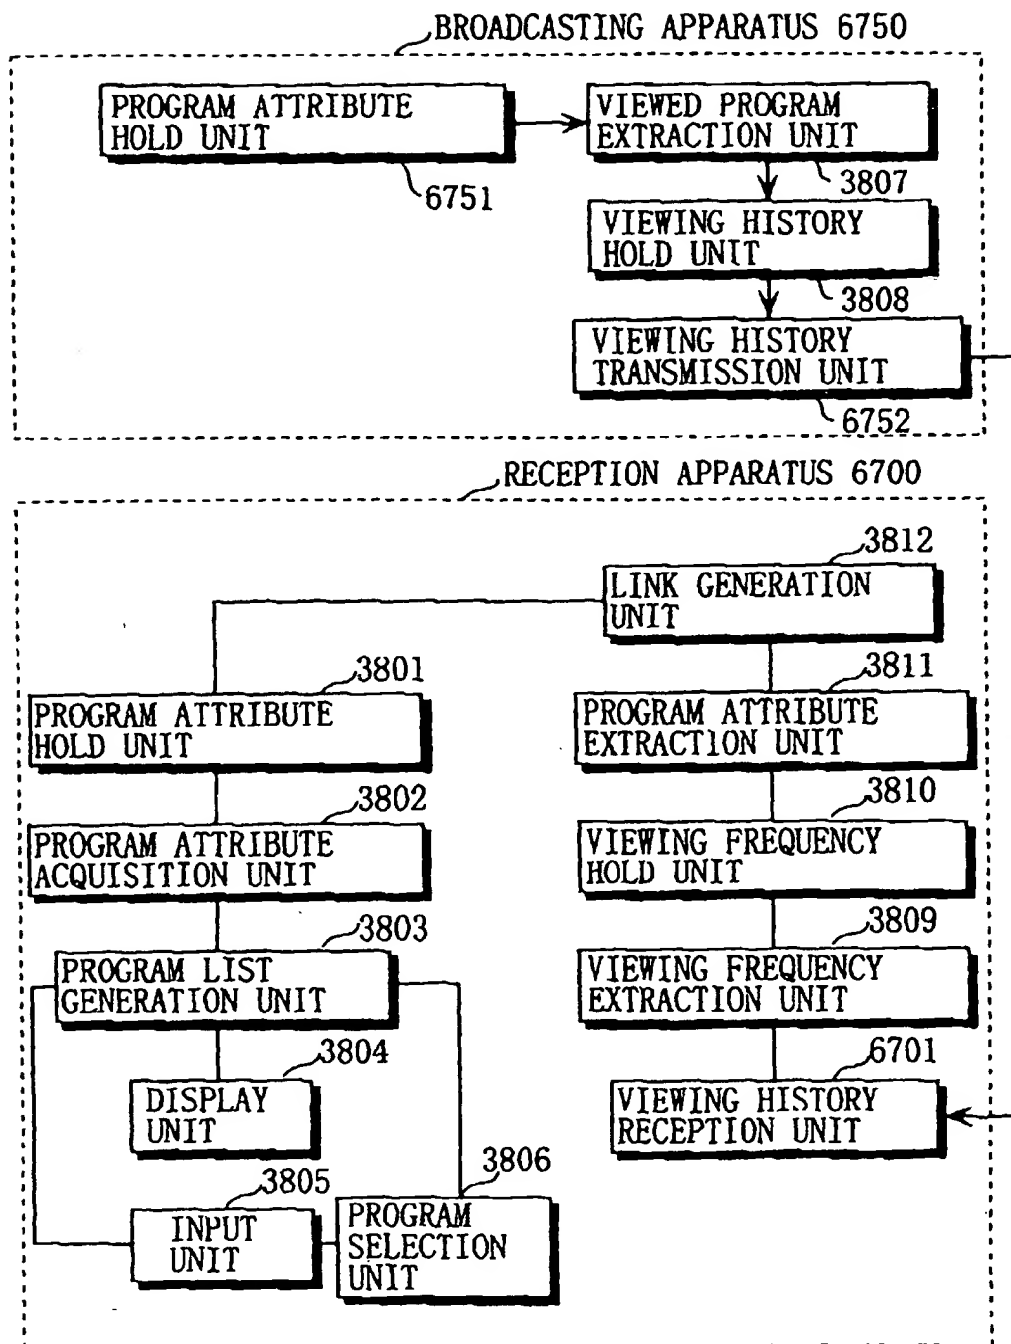 BROADCASTING APPARATUS 6750
PROGRAM ATTRIBUTE
HOLD UNIT
6751
VIEWED PROGRAM
EXTRACTION UNIT
3807
VIEWING HISTORY
HOLD UNIT
3808
VIEWING HISTORY
TRANSMISSION UNIT
6752
RECEPTION APPARATUS 6700
3812
LINK GENERATION
UNIT
3801
PROGRAM ATTRIBUTE
HOLD UNIT
3811
PROGRAM ATTRIBUTE
EXTRACTION UNIT
3802
PROGRAM ATTRIBUTE
ACQUISITION UNIT
3810
VIEWING FREQUENCY
HOLD UNIT
3803
PROGRAM LIST
GENERATION UNIT
3809
VIEWING FREQUENCY
EXTRACTION UNIT
3804
DISPLAY
UNIT
6701
VIEWING HISTORY
RECEPTION UNIT
3805
INPUT
UNIT
3806
PROGRAM
SELECTION
UNIT